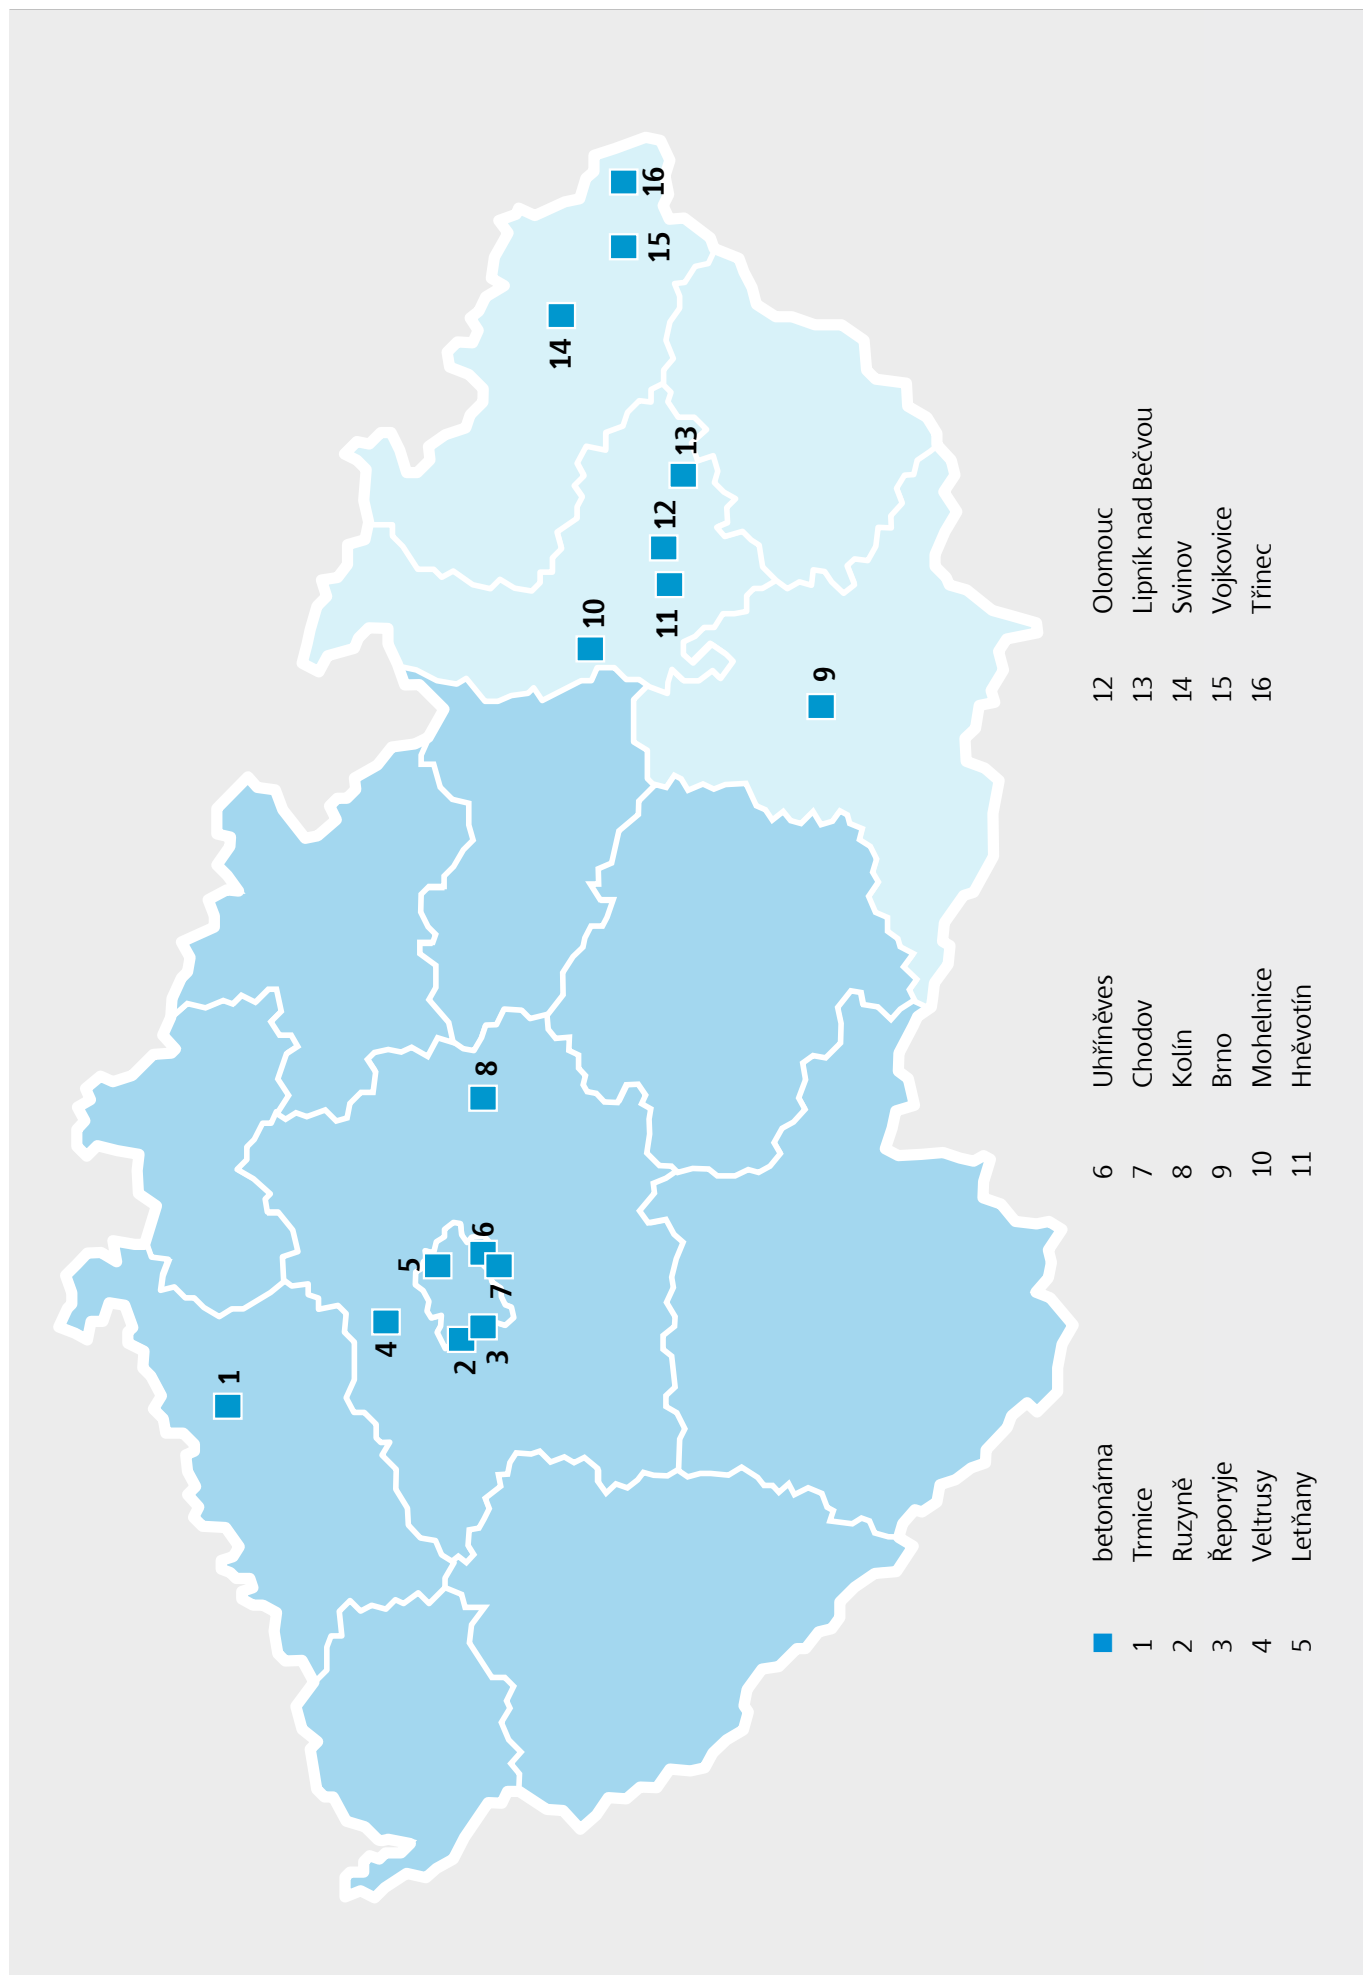 1
4
5
2
6
8
3
7
14
10
16
15
12
11
13
9
betonárna
1 Trmice
2 Ruzyně
3 Řeporyje
4 Veltrusy
5 Letňany
6 Uhříněves
7 Chodov
8 Kolín
9 Brno
10 Mohelnice
11 Hněvotín
12 Olomouc
13 Lipník nad Bečvou
14 Svinov
15 Vojkovice
16 Třinec